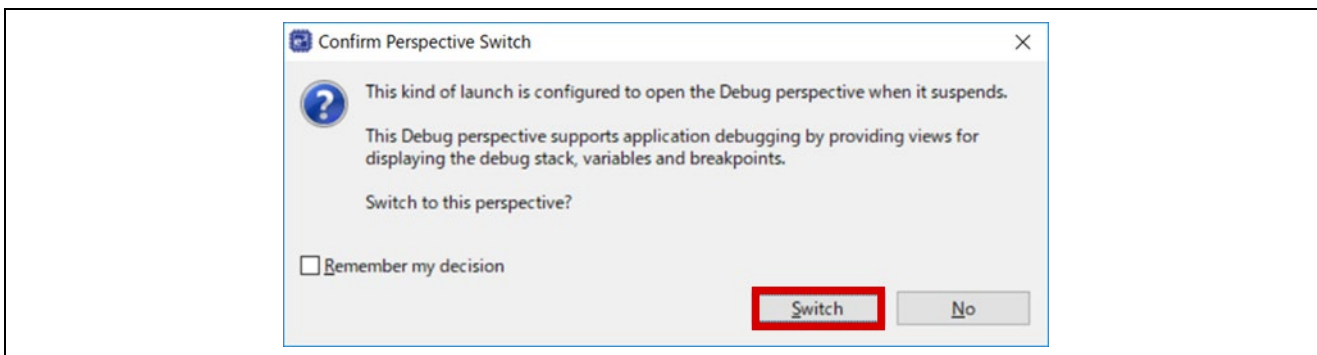 Confirm Perspective Switch
This kind of launch is configured to open the Debug perspective when it suspends.
This Debug perspective supports application debugging by providing views for
displaying the debug stack, variables and breakpoints.
Switch to this perspective?
Remember my decision
Switch No